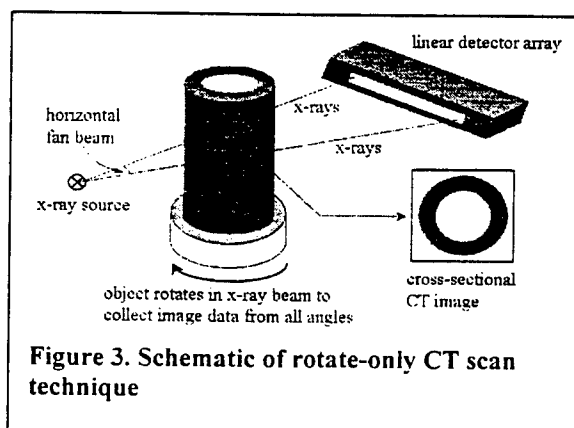 linear detector array
x-rays
horizontal
fan beam
x-rays
x-ray source
cross-sectional
CT image
object rotates in x-ray beam to
collect image data from all angles
Figure 3. Schematic of rotate-only CT scan
technique